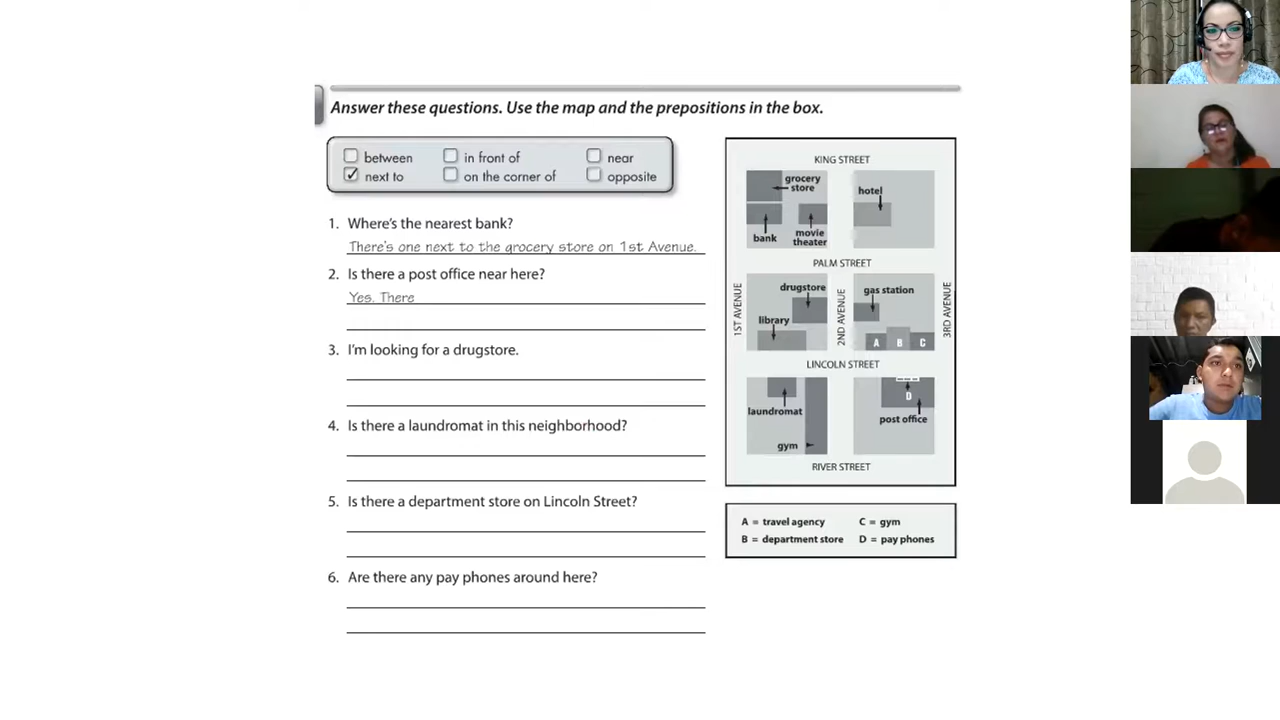 Answer these questions. Use the map and the prepositions in the box.
between in front of near
next to on the corner of opposite
1. Where's the nearest bank?
There's one next to the grocery store on 1st Avenue.
2. Is there a post office near here?
Yes. There
3. I'm looking for a drugstore.
4. Is there a laundromat in this neighborhood?
5. Is there a department store on Lincoln Street?
6. Are there any pay phones around here?
KING STREET
grocery
store
hotel
bank
movie
theater
PALM STREET
1ST AVENUE
2ND AVENUE
3RD AVENUE
drugstore
gas station
library
A B C
LINCOLN STREET
laundromat
D
post office
gym
RIVER STREET
A = travel agency C = gym
B = department store D = pay phones